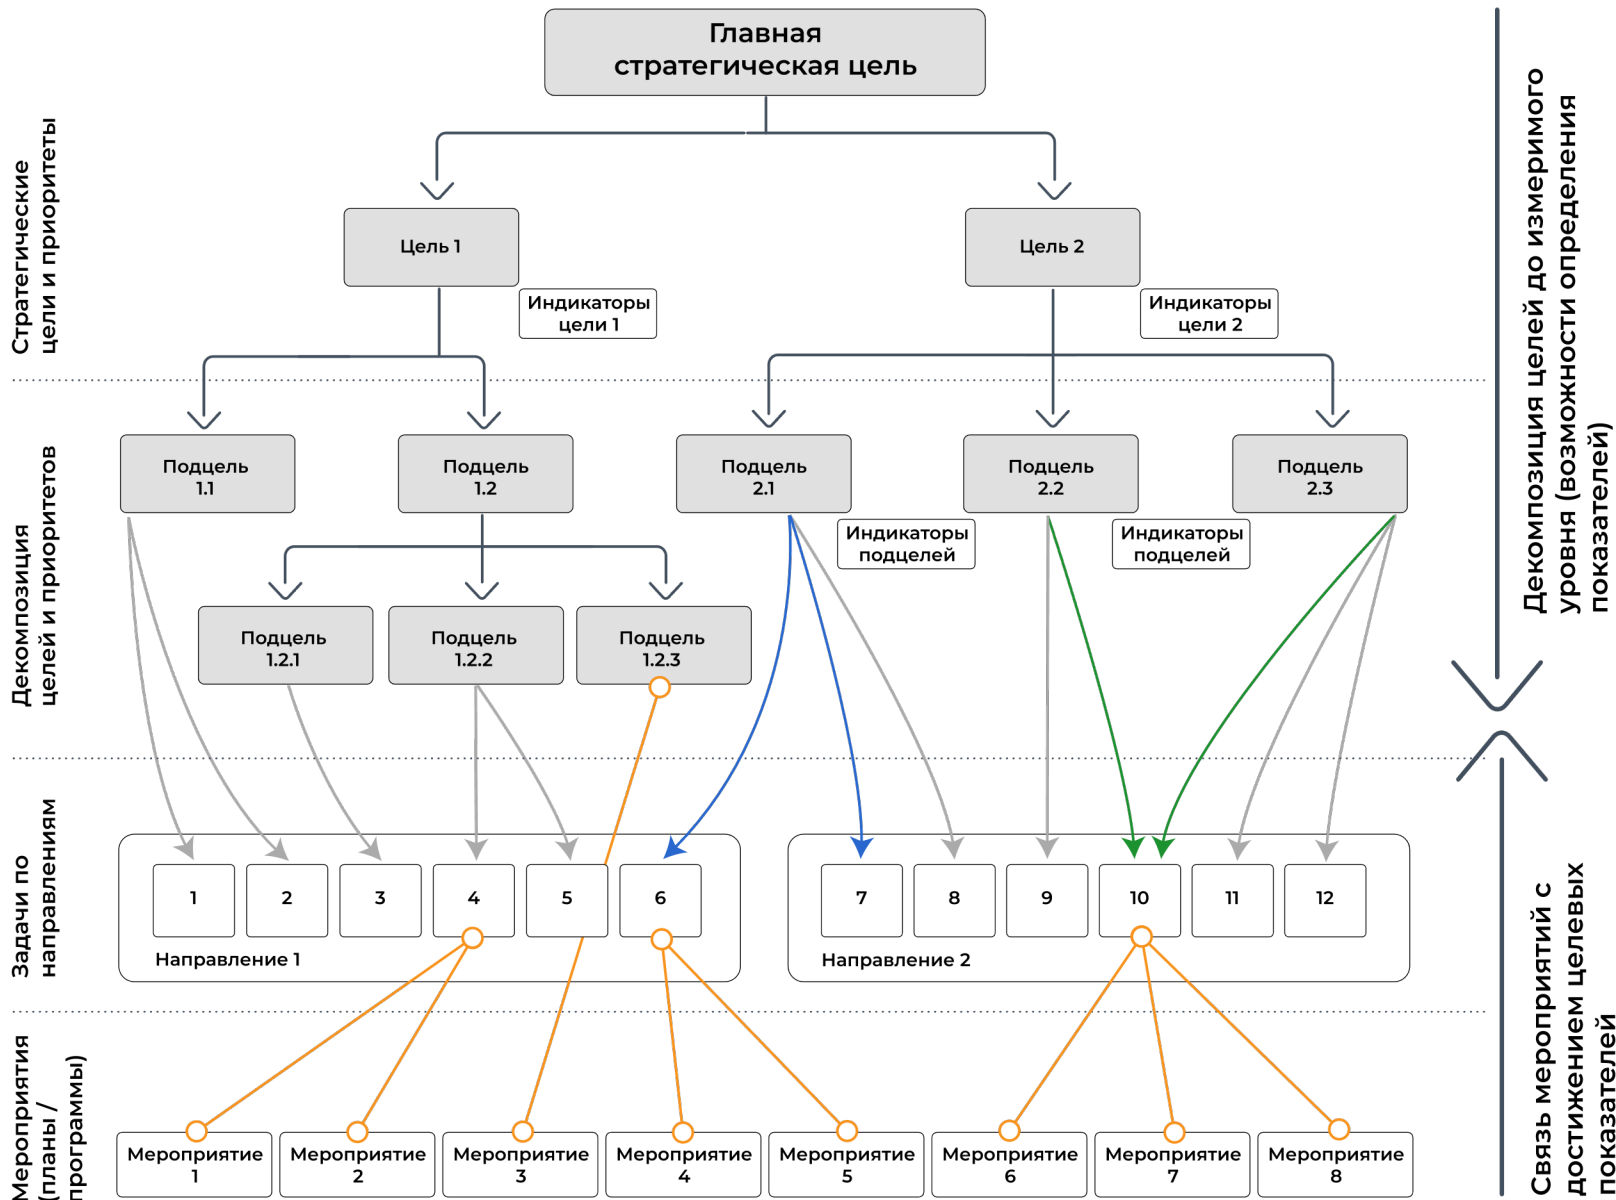 Главная
стратегическая цель
Стратегические
цели и приоритеты
Цель 1
Цель 2
Индикаторы
цели 1
Индикаторы
цели 2
Декомпозиция целей до измеримого
уровня (возможности определения
показателей)
Декомпозиция
целей и приоритетов
Подцель
1.1
Подцель
1.2
Подцель
2.1
Подцель
2.2
Подцель
2.3
Индикаторы
подцелей
Индикаторы
подцелей
Подцель
1.2.1
Подцель
1.2.2
Подцель
1.2.3
Задачи по
направлениям
1
2
3
4
5
6
7
8
9
10
11
12
Направление 1
Направление 2
Связь мероприятий с
достижением целевых
показателей
Мероприятия
(планы /
программы)
Мероприятие
1
Мероприятие
2
Мероприятие
3
Мероприятие
4
Мероприятие
5
Мероприятие
6
Мероприятие
7
Мероприятие
8